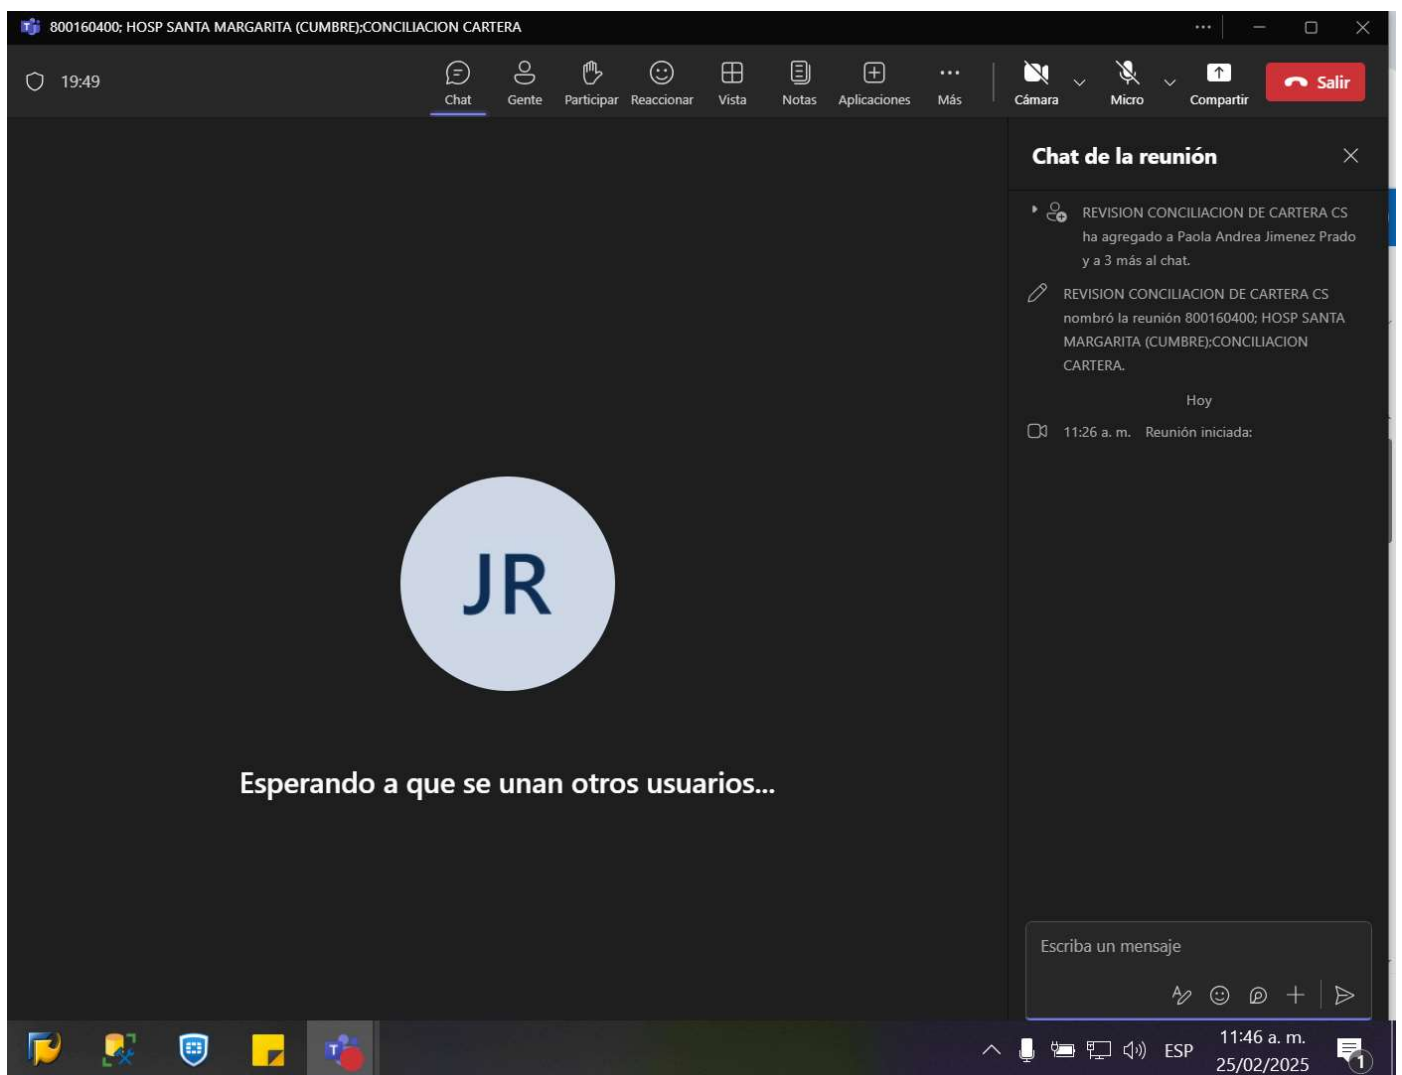 800160400; HOSP SANTA MARGARITA (CUMBRE);CONCILIACION CARTERA
19:49
Chat
Gente
Participar
Reaccionar
Vista
Notas
Aplicaciones
Más
Cámara
Micro
Compartir
Salir
Chat de la reunión
REVISION CONCILIACION DE CARTERA CS
ha agregado a Paola Andrea Jimenez Prado
y a 3 más al chat.
REVISION CONCILIACION DE CARTERA CS
nombró la reunión 800160400; HOSP SANTA
MARGARITA (CUMBRE);CONCILIACION
CARTERA.
Hoy
11:26 a. m. Reunión iniciada:
JR
Esperando a que se unan otros usuarios...
Escriba un mensaje
ESP
11:46 a. m.
25/02/2025
1